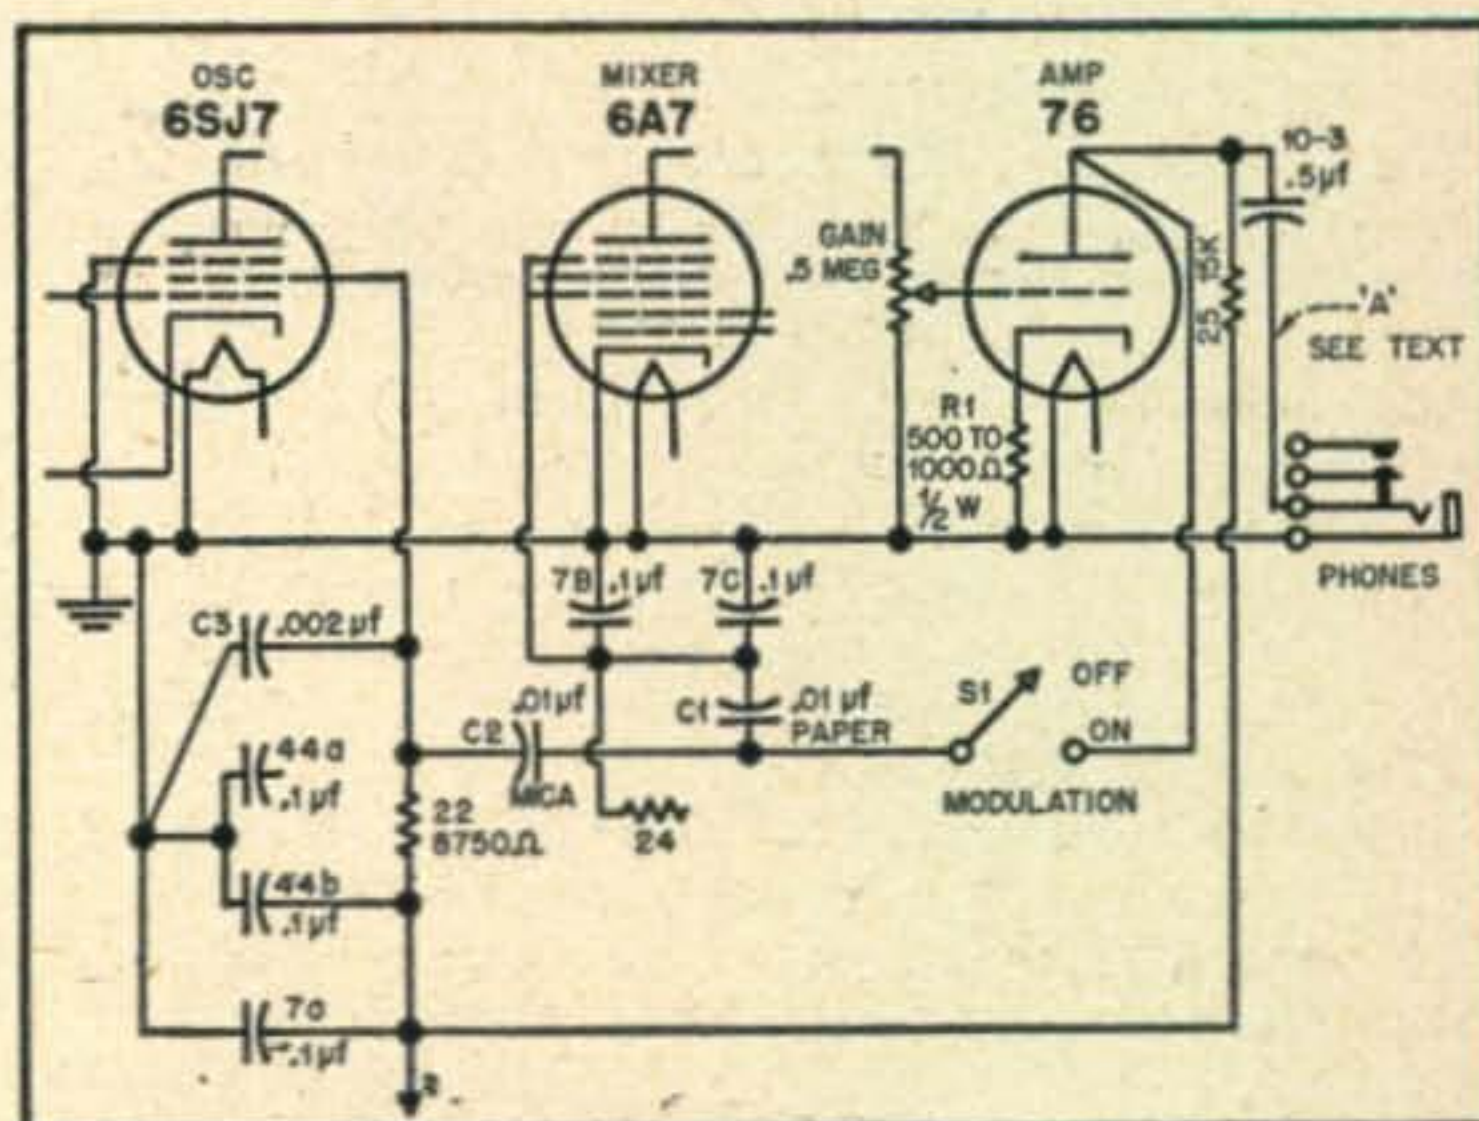 OSC
6SJ7
MIXER
6A7
AMP
76
10-3
.5µf
GAIN
.5 MEG
25 15K
'A'
SEE TEXT
R1
500 TO
1000Ω
½ W
PHONES
7B .1µf
7C .1µf
C3 .002µf
.01µf
C2
MICA
C1 .01µf
PAPER
S1
OFF
ON
MODULATION
44a
.1µf
22
8750Ω
24
44b
.1µf
7a
.1µf